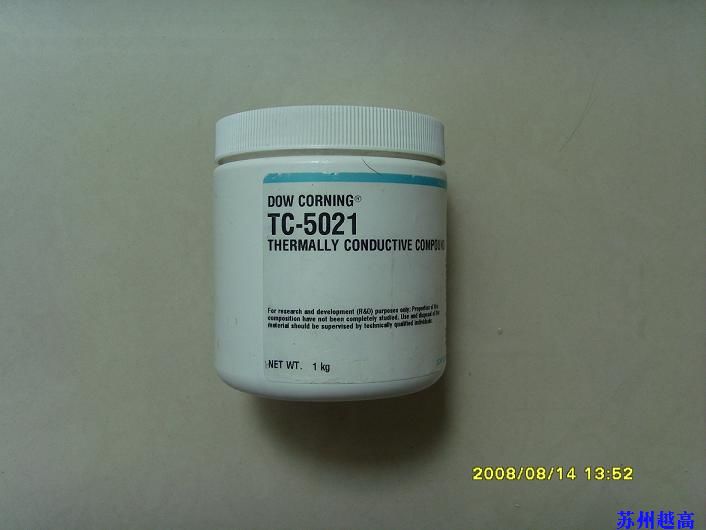 DOW CORNING®
TC-5021
THERMALLY CONDUCTIVE COMPOUND
For research and development (R&D) purposes only: Properties of this
composition have not been completely studied. Use and disposal of the
material should be supervised by technically qualified individuals.
NET WT. 1 kg
2008/08/14 13:52
苏州越高